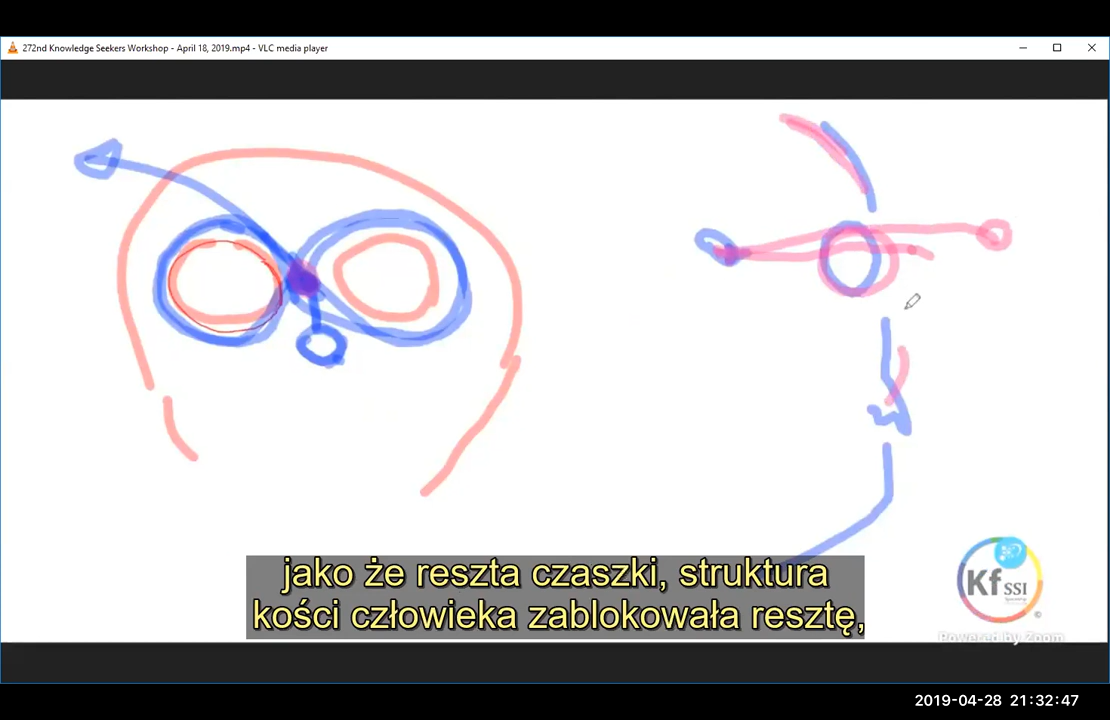 272nd Knowledge Seekers Workshop - April 18, 2019.mp4 - VLC media player
jako że reszta czaszki, struktura
kości człowieka zablokowała resztę,
Kf SSI
©
Powered by Zoom
2019-04-28 21:32:47